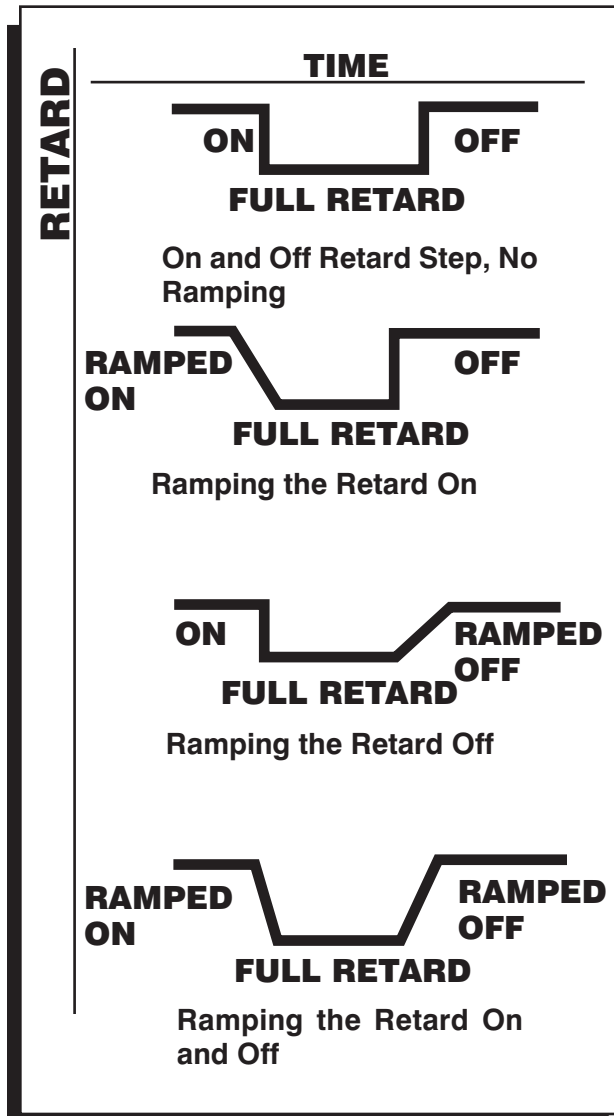 TIME
RETARD
ON
OFF
FULL RETARD
On and Off Retard Step, No
Ramping
RAMPED
ON
OFF
FULL RETARD
Ramping the Retard On
ON
RAMPED
OFF
FULL RETARD
Ramping the Retard Off
RAMPED
ON
RAMPED
OFF
FULL RETARD
Ramping the Retard On
and Off